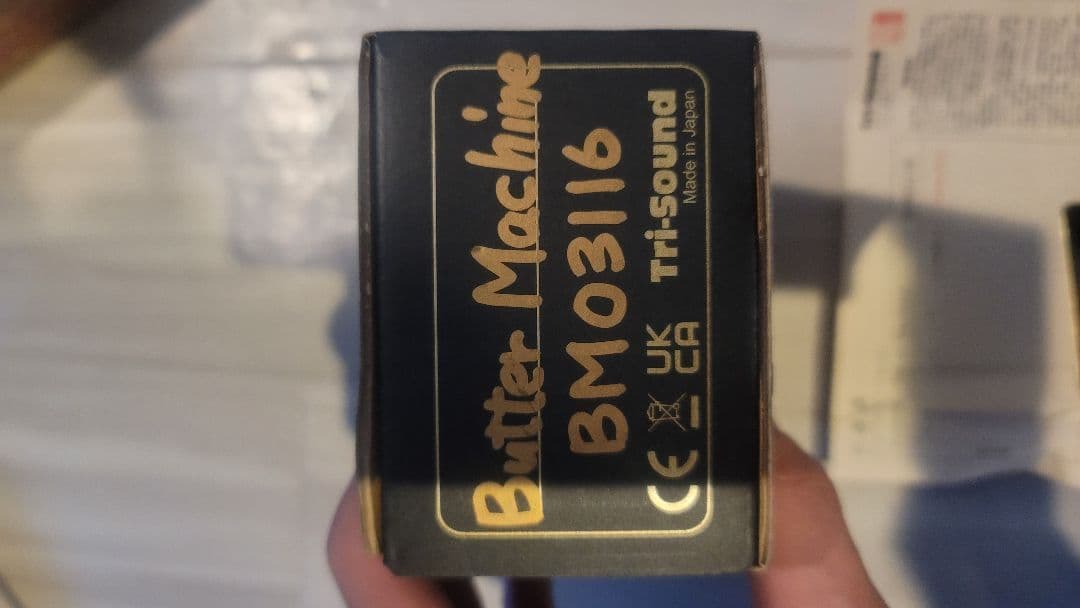 Butter Machine
BM03116
CE UK CA Tri-Sound
Made in Japan